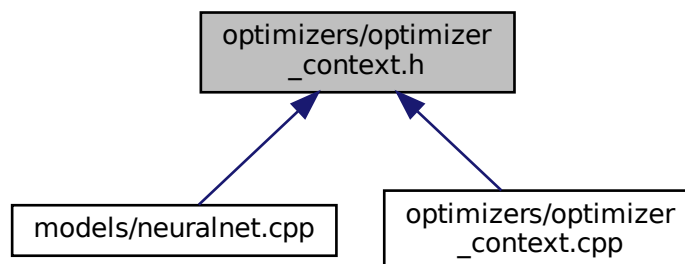 optimizers/optimizer
_context.h
models/neuralnet.cpp
optimizers/optimizer
_context.cpp